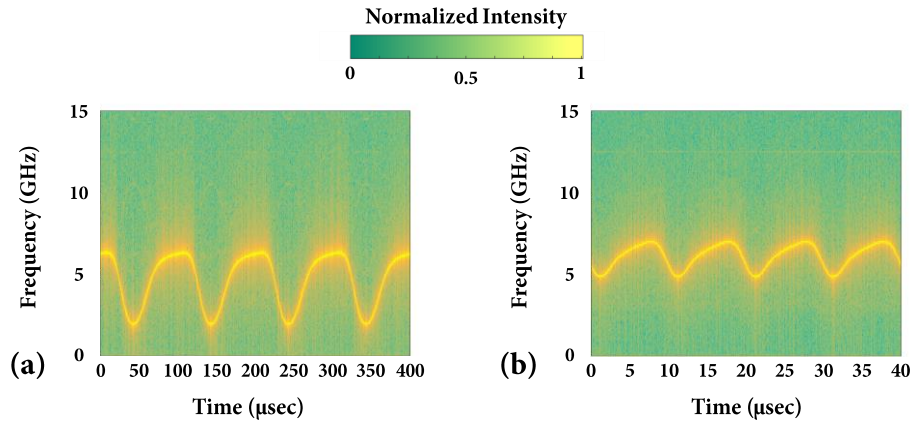 Normalized Intensity
0 0.5 1
15
10
5
0
Frequency (GHz)
0 50 100 150 200 250 300 350 400
Time (μsec)
(a)
15
10
5
0
Frequency (GHz)
0 5 10 15 20 25 30 35 40
Time (μsec)
(b)